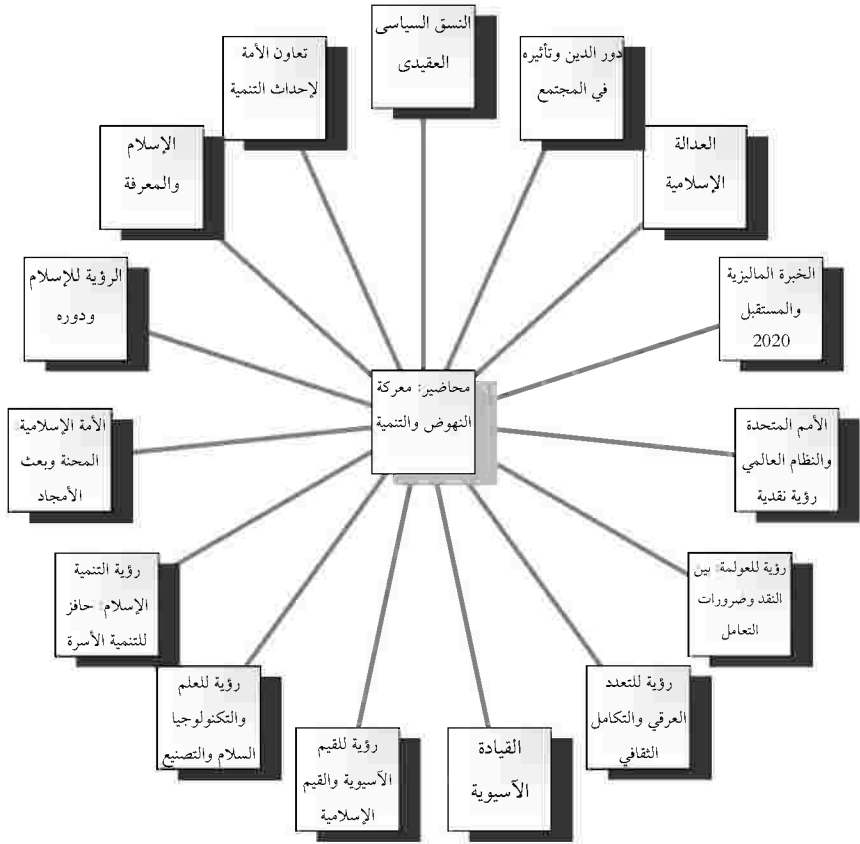 النسق السياسى
العقيدى
دور الدين وتأثيره
في المجتمع
العدالة
الإسلامية
الخبرة الماليزية
والمستقبل
2020
الأمم المتحدة
والنظام العالمي
رؤية نقدية
رؤية للعولمة: بين
النقد وضرورات
التعامل
رؤية للتعدد
العرقي والتكامل
الثقافي
القيادة
الآسيوية
رؤية للقيم
الآسيوية والقيم
الإسلامية
رؤية للعلم
والتكنولوجيا
السلام والتصنيع
رؤية التنمية
الإسلام: حافز
للتنمية الأسرة
الأمة الإسلامية:
المحنة وبعث
الأمجاد
الرؤية للإسلام
ودوره
الإسلام
والمعرفة
تعاون الأمة
لإحداث التنمية
محاضير: معركة
النهوض والتنمية